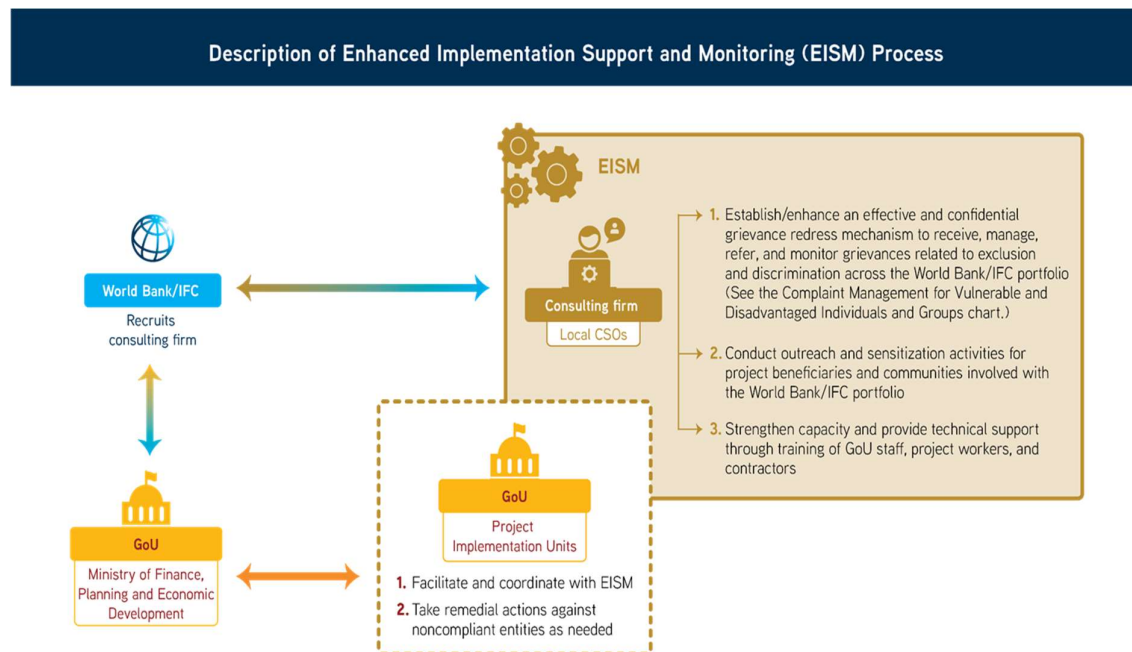 Description of Enhanced Implementation Support and Monitoring (EISM) Process
EISM
World Bank/IFC
Recruits
consulting firm
Consulting firm
Local CSOs
1. Establish/enhance an effective and confidential
grievance redress mechanism to receive, manage,
refer, and monitor grievances related to exclusion
and discrimination across the World Bank/IFC portfolio
(See the Complaint Management for Vulnerable and
Disadvantaged Individuals and Groups chart.)
2. Conduct outreach and sensitization activities for
project beneficiaries and communities involved with
the World Bank/IFC portfolio
3. Strengthen capacity and provide technical support
through training of GoU staff, project workers, and
contractors
GoU
Ministry of Finance,
Planning and Economic
Development
GoU
Project
Implementation Units
1. Facilitate and coordinate with EISM
2. Take remedial actions against
noncompliant entities as needed